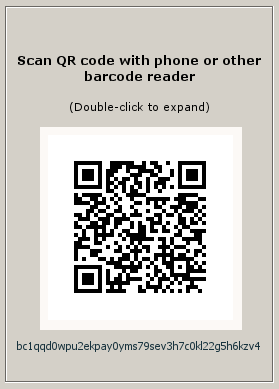 Scan QR code with phone or other
barcode reader
(Double-click to expand)
bc1qqd0wpu2ekpay0yms79sev3h7c0kl22g5h6kzv4